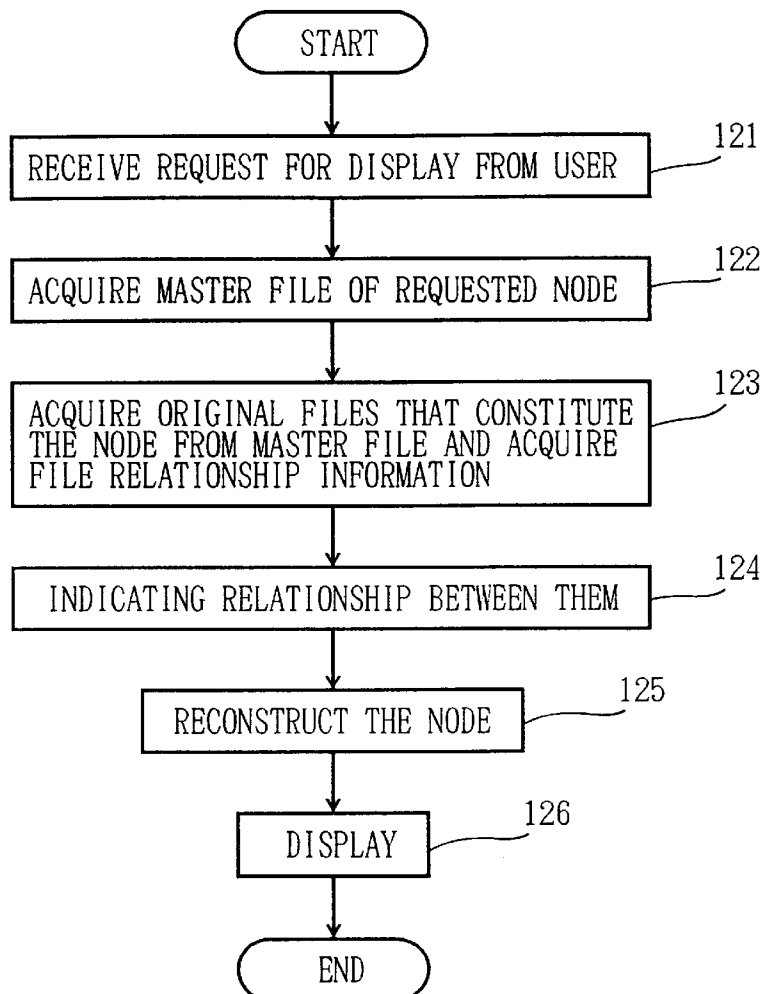 START
121
RECEIVE REQUEST FOR DISPLAY FROM USER
122
ACQUIRE MASTER FILE OF REQUESTED NODE
123
ACQUIRE ORIGINAL FILES THAT CONSTITUTE
THE NODE FROM MASTER FILE AND ACQUIRE
FILE RELATIONSHIP INFORMATION
124
INDICATING RELATIONSHIP BETWEEN THEM
125
RECONSTRUCT THE NODE
126
DISPLAY
END